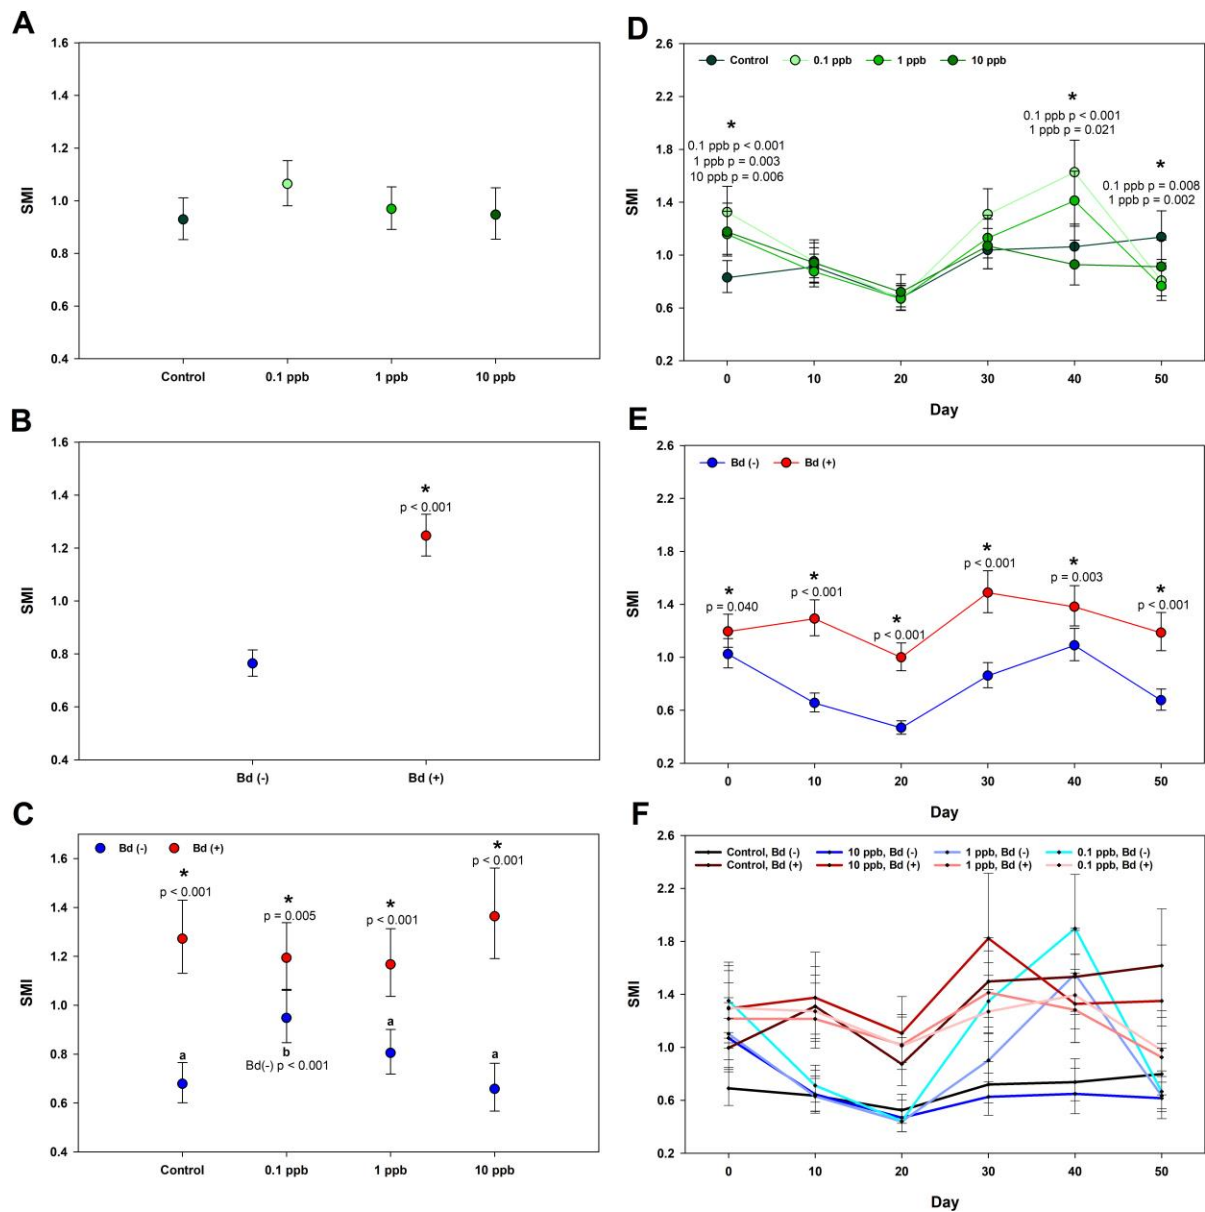 A
1.6
1.4
1.2
1.0
0.8
0.6
0.4
SMI
Control
0.1 ppb
1 ppb
10 ppb
B
1.6
1.4
1.2
1.0
0.8
0.6
0.4
SMI
*
p < 0.001
Bd (-)
Bd (+)
C
Bd (-)
Bd (+)
1.6
1.4
1.2
1.0
0.8
0.6
0.4
SMI
*
p < 0.001
*
p = 0.005
*
p < 0.001
*
p < 0.001
a
b
Bd(-) p < 0.001
a
a
Control
0.1 ppb
1 ppb
10 ppb
D
2.6
2.2
1.8
1.4
1.0
0.6
0.2
SMI
Control
0.1 ppb
1 ppb
10 ppb
*
0.1 ppb p < 0.001
1 ppb p = 0.003
10 ppb p = 0.006
*
0.1 ppb p < 0.001
1 ppb p = 0.021
*
0.1 ppb p = 0.008
1 ppb p = 0.002
0
10
20
30
40
50
Day
E
2.6
2.2
1.8
1.4
1.0
0.6
0.2
SMI
Bd (-)
Bd (+)
*
p = 0.040
*
p < 0.001
*
p < 0.001
*
p < 0.001
*
p = 0.003
*
p < 0.001
0
10
20
30
40
50
Day
F
2.6
2.2
1.8
1.4
1.0
0.6
0.2
SMI
Control, Bd (-)
10 ppb, Bd (-)
1 ppb, Bd (-)
0.1 ppb, Bd (-)
Control, Bd (+)
10 ppb, Bd (+)
1 ppb, Bd (+)
0.1 ppb, Bd (+)
0
10
20
30
40
50
Day